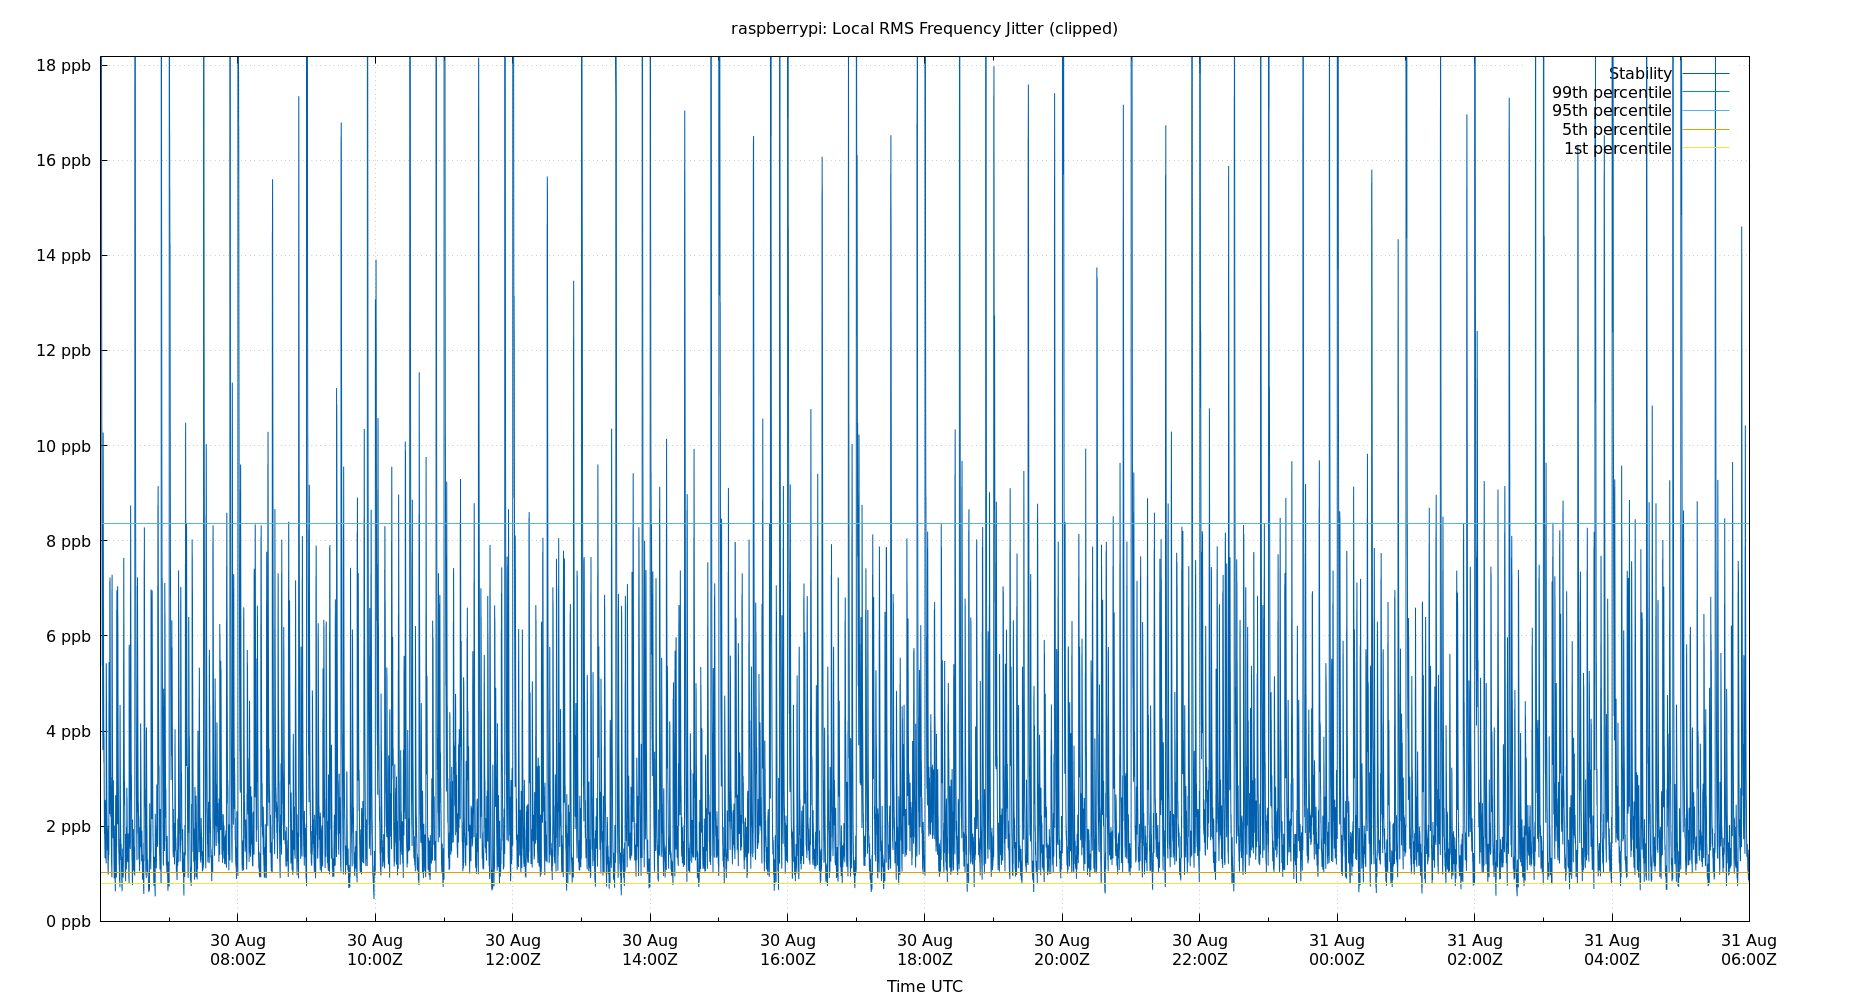 raspberrypi: Local RMS Frequency Jitter (clipped)
18 ppb
16 ppb
14 ppb
12 ppb
10 ppb
8 ppb
6 ppb
4 ppb
2 ppb
0 ppb
Stability
99th percentile
95th percentile
5th percentile
1st percentile
30 Aug
08:00Z
30 Aug
10:00Z
30 Aug
12:00Z
30 Aug
14:00Z
30 Aug
16:00Z
30 Aug
18:00Z
30 Aug
20:00Z
30 Aug
22:00Z
31 Aug
00:00Z
31 Aug
02:00Z
31 Aug
04:00Z
31 Aug
06:00Z
Time UTC